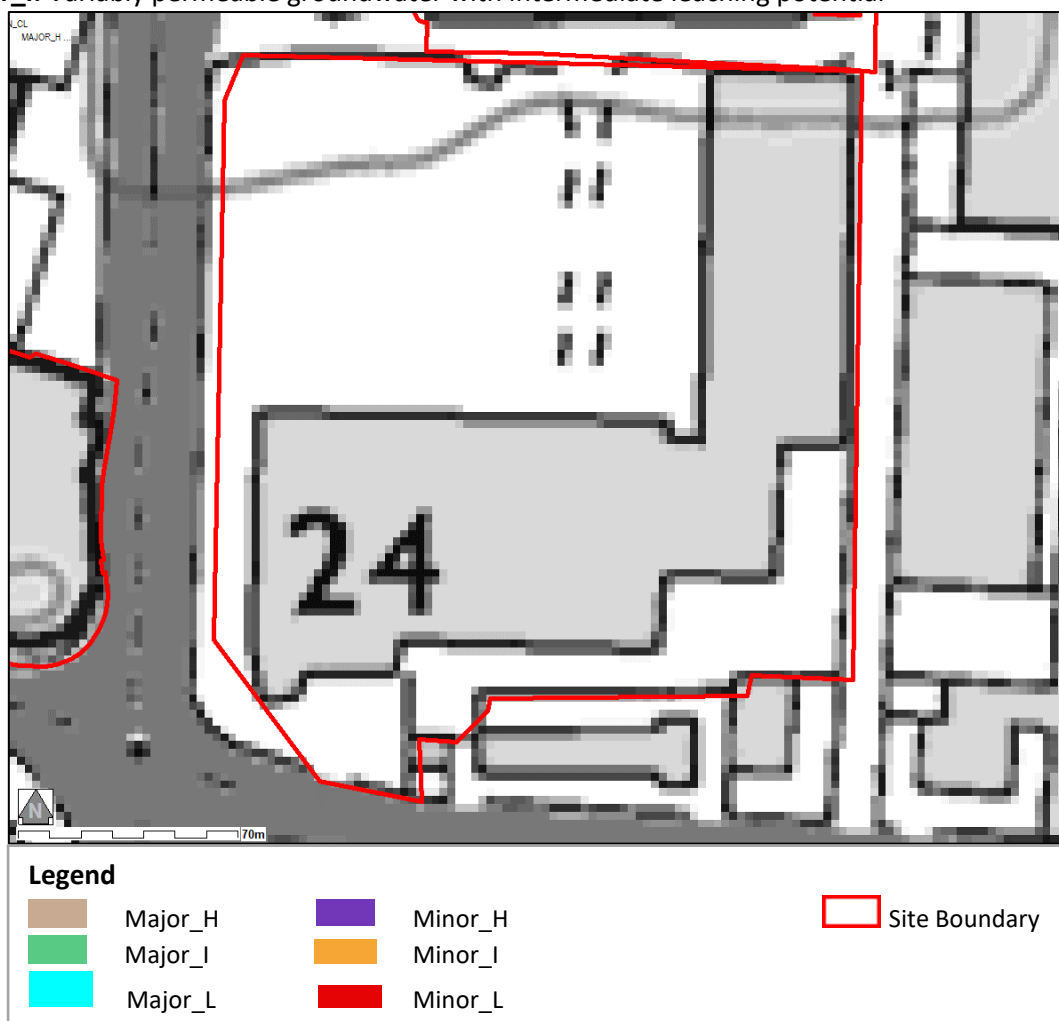 Variably permeable groundwater with intermediate leaching potential
MAJOR_H ...
24
N
70m
Legend
Major_H Minor_H Site Boundary
Major_I Minor_I
Major_L Minor_L